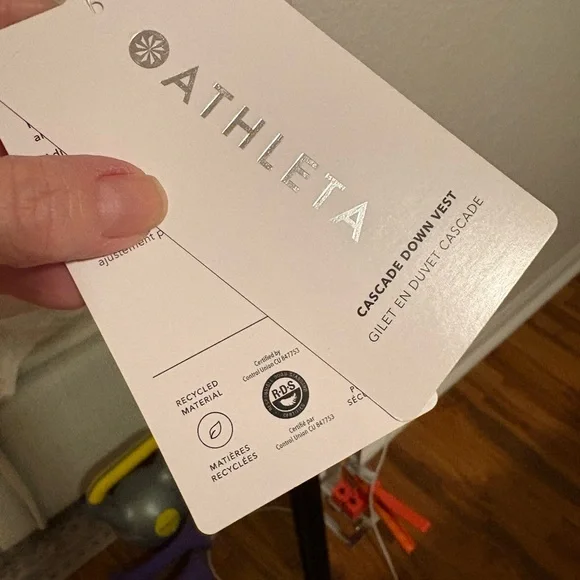 ATHLETA
CASCADE DOWN VEST
GILET EN DUVET CASCADE
ajustement p
RECYCLED
MATERIAL
MATIÈRES
RECYCLÉES
Certified by
Control Union CU 847753
R·D·S
Certifié par
Control Union CU 847753